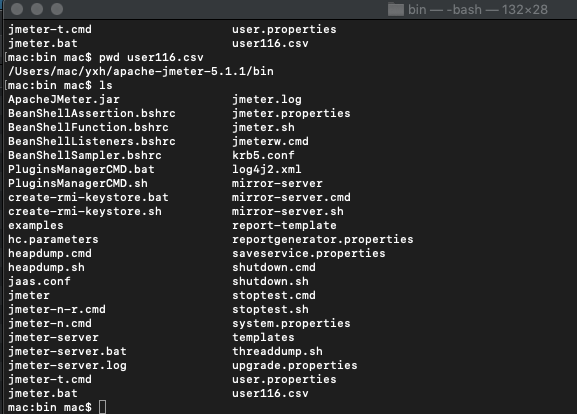 bin — -bash — 132×28
jmeter-t.cmd user.properties
jmeter.bat user116.csv
[mac:bin mac$ pwd user116.csv
/Users/mac/yxh/apache-jmeter-5.1.1/bin
[mac:bin mac$ ls
ApacheJMeter.jar jmeter.log
BeanShellAssertion.bshrc jmeter.properties
BeanShellFunction.bshrc jmeter.sh
BeanShellListeners.bshrc jmeterw.cmd
BeanShellSampler.bshrc krb5.conf
PluginsManagerCMD.bat log4j2.xml
PluginsManagerCMD.sh mirror-server
create-rmi-keystore.bat mirror-server.cmd
create-rmi-keystore.sh mirror-server.sh
examples report-template
hc.parameters reportgenerator.properties
heapdump.cmd saveservice.properties
heapdump.sh shutdown.cmd
jaas.conf shutdown.sh
jmeter stoptest.cmd
jmeter-n-r.cmd stoptest.sh
jmeter-n.cmd system.properties
jmeter-server templates
jmeter-server.bat threaddump.sh
jmeter-server.log upgrade.properties
jmeter-t.cmd user.properties
jmeter.bat user116.csv
mac:bin mac$